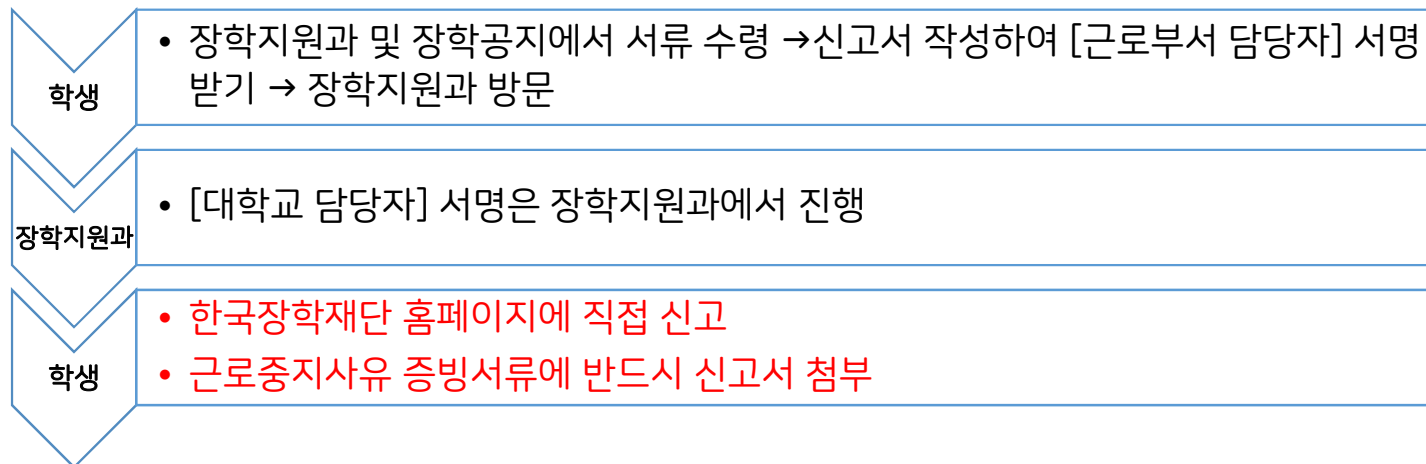 학생
• 장학지원과 및 장학공지에서 서류 수령 →신고서 작성하여 [근로부서 담당자] 서명
받기 → 장학지원과 방문
장학지원과
• [대학교 담당자] 서명은 장학지원과에서 진행
학생
• 한국장학재단 홈페이지에 직접 신고
• 근로중지사유 증빙서류에 반드시 신고서 첨부